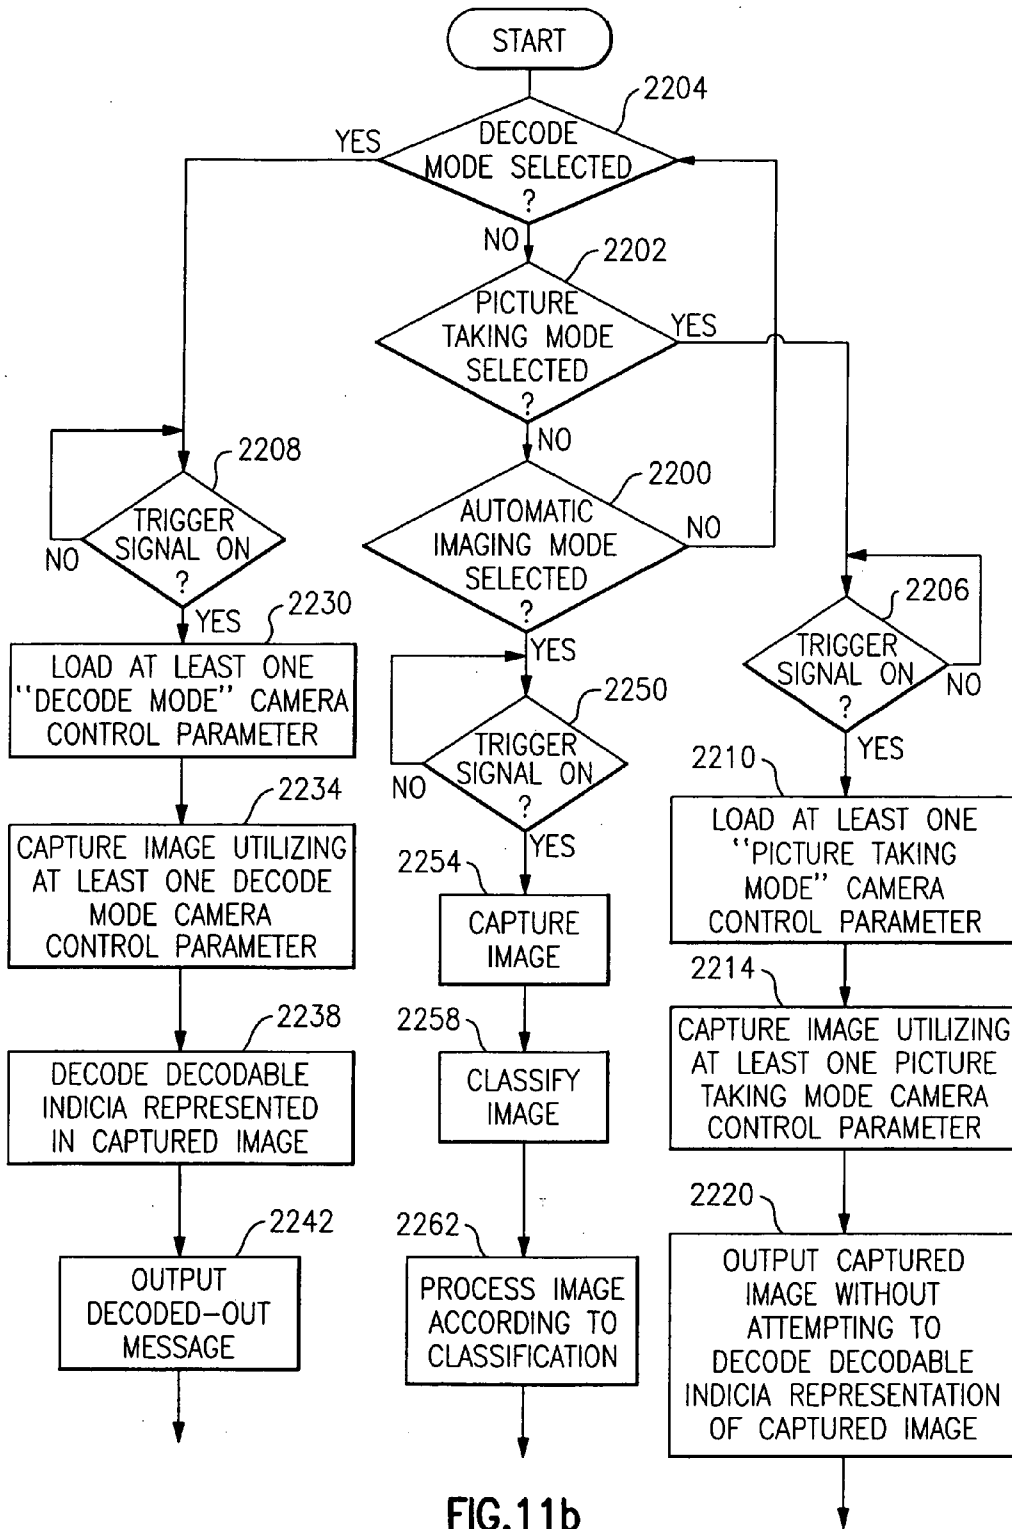 START
2204
DECODE
MODE SELECTED
?
YES
NO
2202
PICTURE
TAKING MODE
SELECTED
?
YES
NO
2200
AUTOMATIC
IMAGING MODE
SELECTED
?
NO
YES
2208
TRIGGER
SIGNAL ON
?
NO
YES
2230
LOAD AT LEAST ONE
"DECODE MODE" CAMERA
CONTROL PARAMETER
2234
CAPTURE IMAGE UTILIZING
AT LEAST ONE DECODE
MODE CAMERA
CONTROL PARAMETER
2238
DECODE DECODABLE
INDICIA REPRESENTED
IN CAPTURED IMAGE
2242
OUTPUT
DECODED-OUT
MESSAGE
2250
TRIGGER
SIGNAL ON
?
NO
YES
2254
CAPTURE
IMAGE
2258
CLASSIFY
IMAGE
2262
PROCESS IMAGE
ACCORDING TO
CLASSIFICATION
2206
TRIGGER
SIGNAL ON
?
NO
YES
2210
LOAD AT LEAST ONE
"PICTURE TAKING
MODE" CAMERA
CONTROL PARAMETER
2214
CAPTURE IMAGE UTILIZING
AT LEAST ONE PICTURE
TAKING MODE CAMERA
CONTROL PARAMETER
2220
OUTPUT CAPTURED
IMAGE WITHOUT
ATTEMPTING TO
DECODE DECODABLE
INDICIA REPRESENTATION
OF CAPTURED IMAGE
FIG.11b